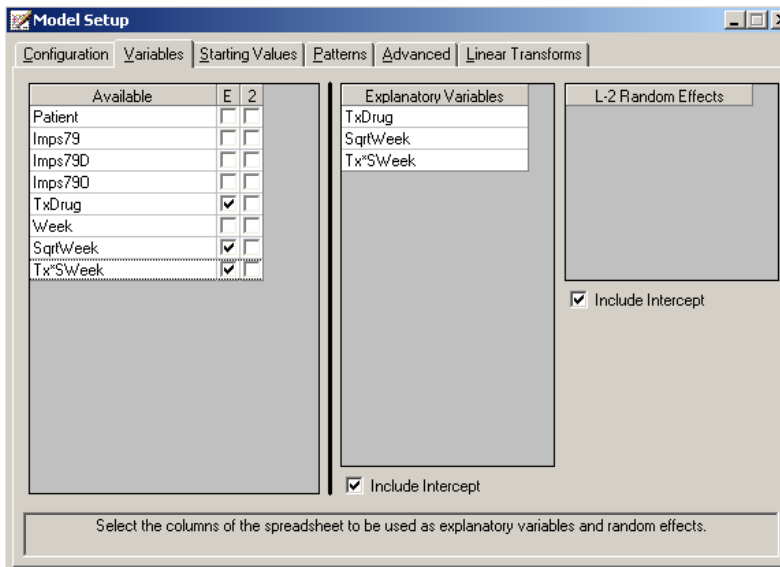 Model Setup
Configuration Variables Starting Values Patterns Advanced Linear Transforms
Available E 2
Patient
Imps79
Imps79D
Imps79O
TxDrug
Week
SqrtWeek
Tx*SWeek
Explanatory Variables
TxDrug
SqrtWeek
Tx*SWeek
Include Intercept
L-2 Random Effects
Include Intercept
Select the columns of the spreadsheet to be used as explanatory variables and random effects.